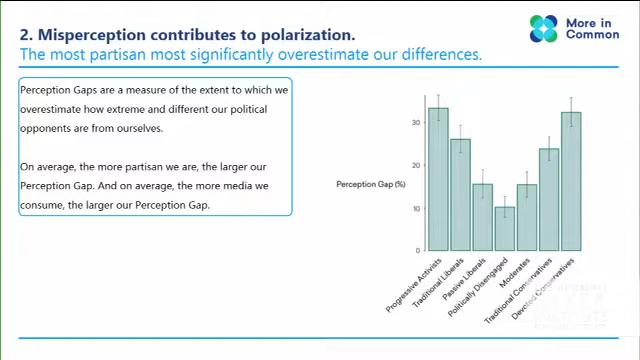 2. Misperception contributes to polarization.
The most partisan most significantly overestimate our differences.
More in
Common
Perception Gaps are a measure of the extent to which we
overestimate how extreme and different our political
opponents are from ourselves.
On average, the more partisan we are, the larger our
Perception Gap. And on average, the more media we
consume, the larger our Perception Gap.
Perception Gap (%)
30
20
10
0
Progressive Activists
Traditional Liberals
Passive Liberals
Politically Disengaged
Moderates
Traditional Conservatives
Devoted Conservatives